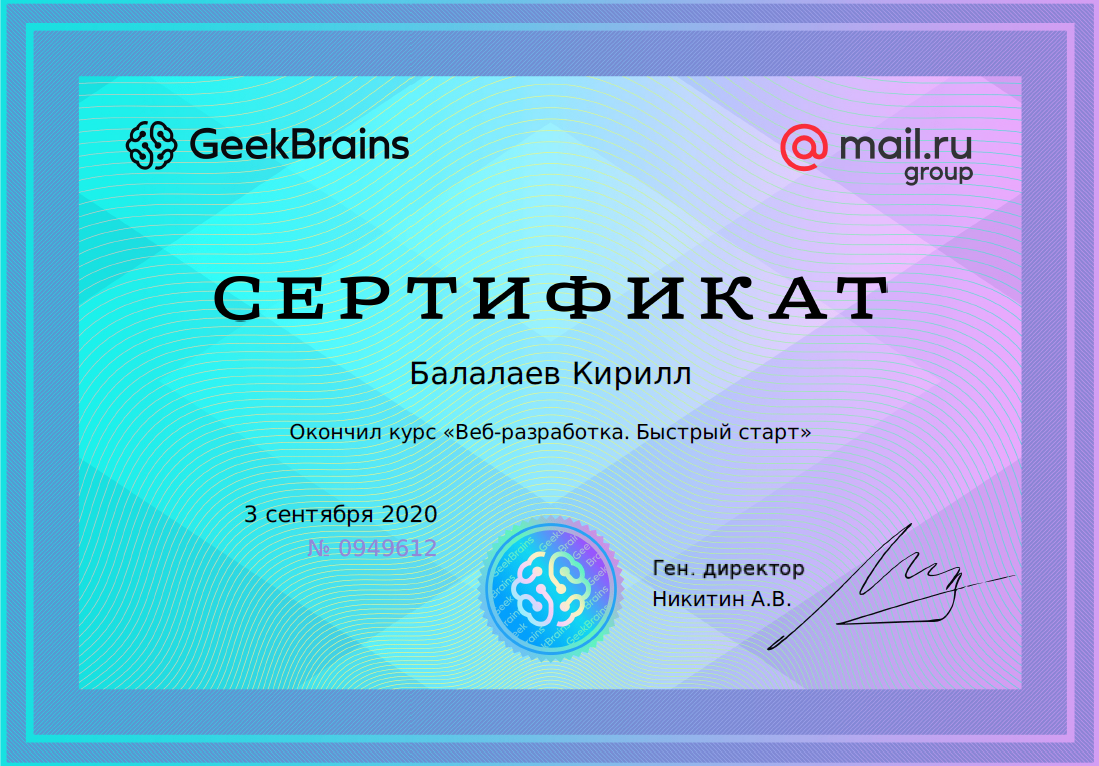 GeekBrains
@mail.ru
group
СЕРТИФИКАТ
Балалаев Кирилл
Окончил курс «Веб-разработка. Быстрый старт»
3 сентября 2020
№ 0949612
Ген. директор
Никитин А.В.